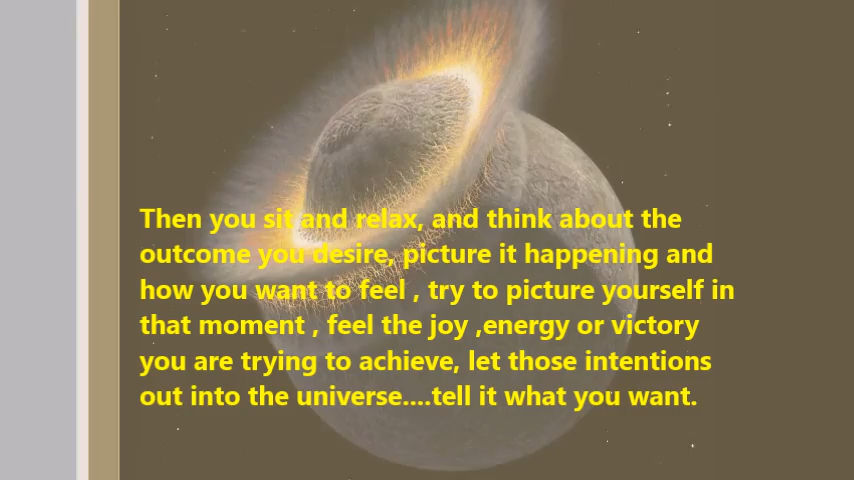 Then you sit and relax, and think about the
outcome you desire, picture it happening and
how you want to feel , try to picture yourself in
that moment , feel the joy ,energy or victory
you are trying to achieve, let those intentions
out into the universe....tell it what you want.